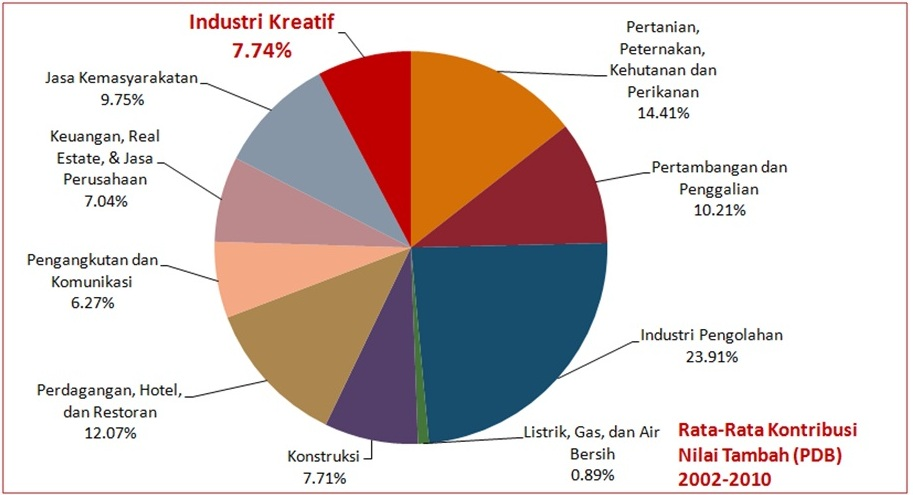 Industri Kreatif
7.74%
Pertanian,
Peternakan,
Kehutanan dan
Perikanan
14.41%
Pertambangan dan
Penggalian
10.21%
Industri Pengolahan
23.91%
Listrik, Gas, dan Air
Bersih
0.89%
Konstruksi
7.71%
Perdagangan, Hotel,
dan Restoran
12.07%
Pengangkutan dan
Komunikasi
6.27%
Keuangan, Real
Estate, & Jasa
Perusahaan
7.04%
Jasa Kemasyarakatan
9.75%
Rata-Rata Kontribusi
Nilai Tambah (PDB)
2002-2010